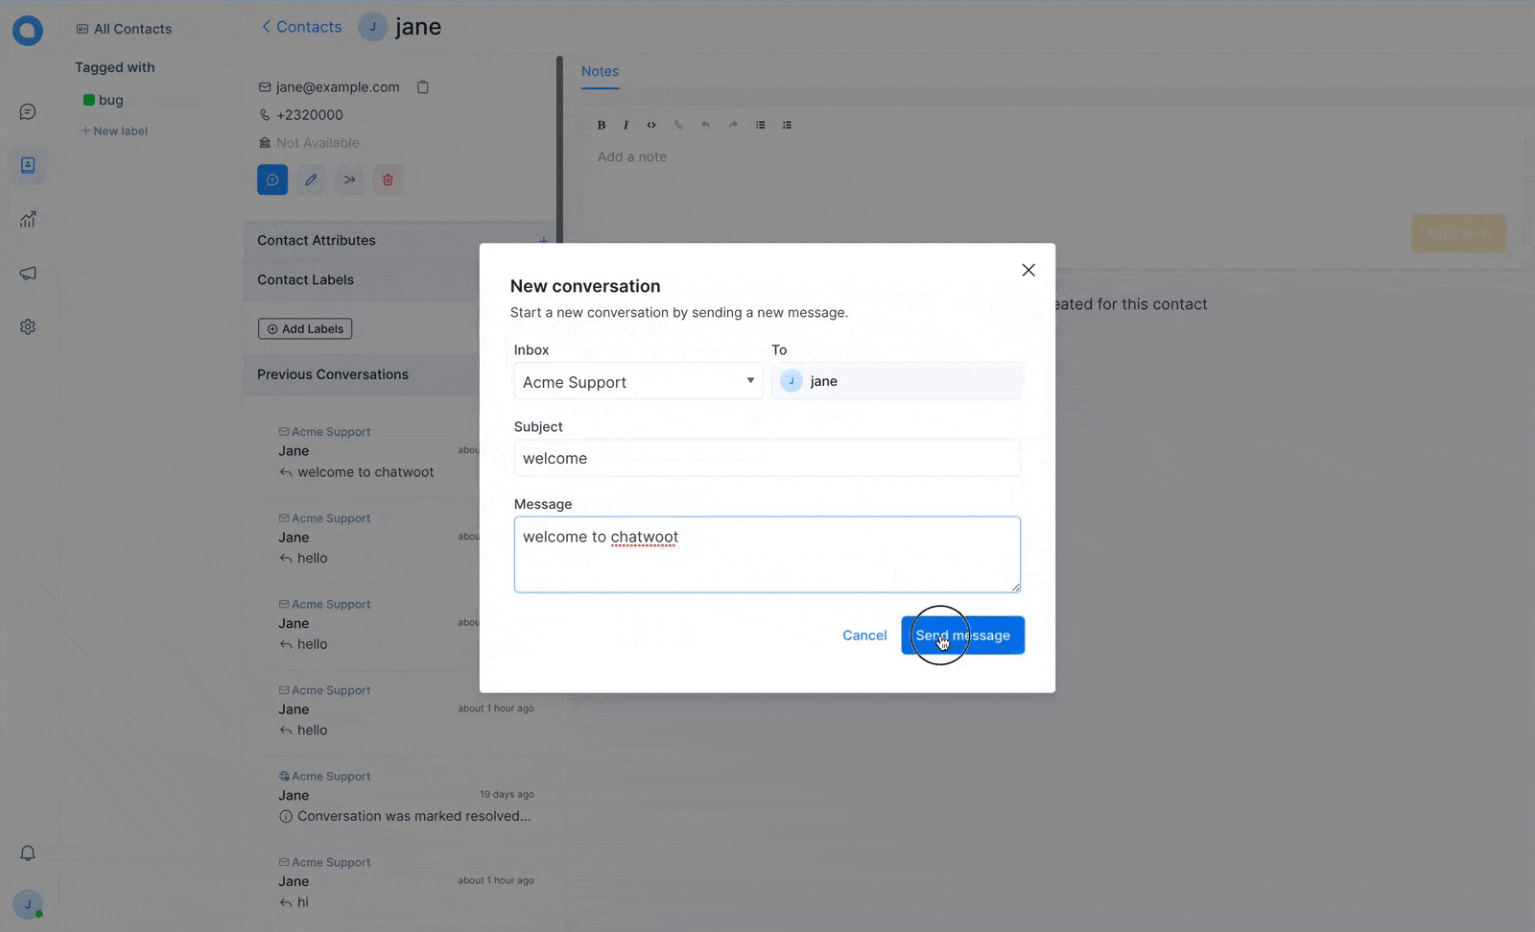 All Contacts
Tagged with
bug
+ New label
Contacts
J
jane
jane@example.com
+2320000
Not Available
Contact Attributes
+
Contact Labels
Add Labels
Previous Conversations
Acme Support
Jane
abou
welcome to chatwoot
Acme Support
Jane
abou
hello
Acme Support
Jane
abou
hello
Acme Support
Jane
about 1 hour ago
hello
Acme Support
Jane
19 days ago
Conversation was marked resolved...
Acme Support
Jane
about 1 hour ago
hi
J
Notes
B I
Add a note
eated for this contact
New conversation
Start a new conversation by sending a new message.
Inbox
Acme Support
To
J
jane
Subject
welcome
Message
welcome to chatwoot
Cancel
Send message